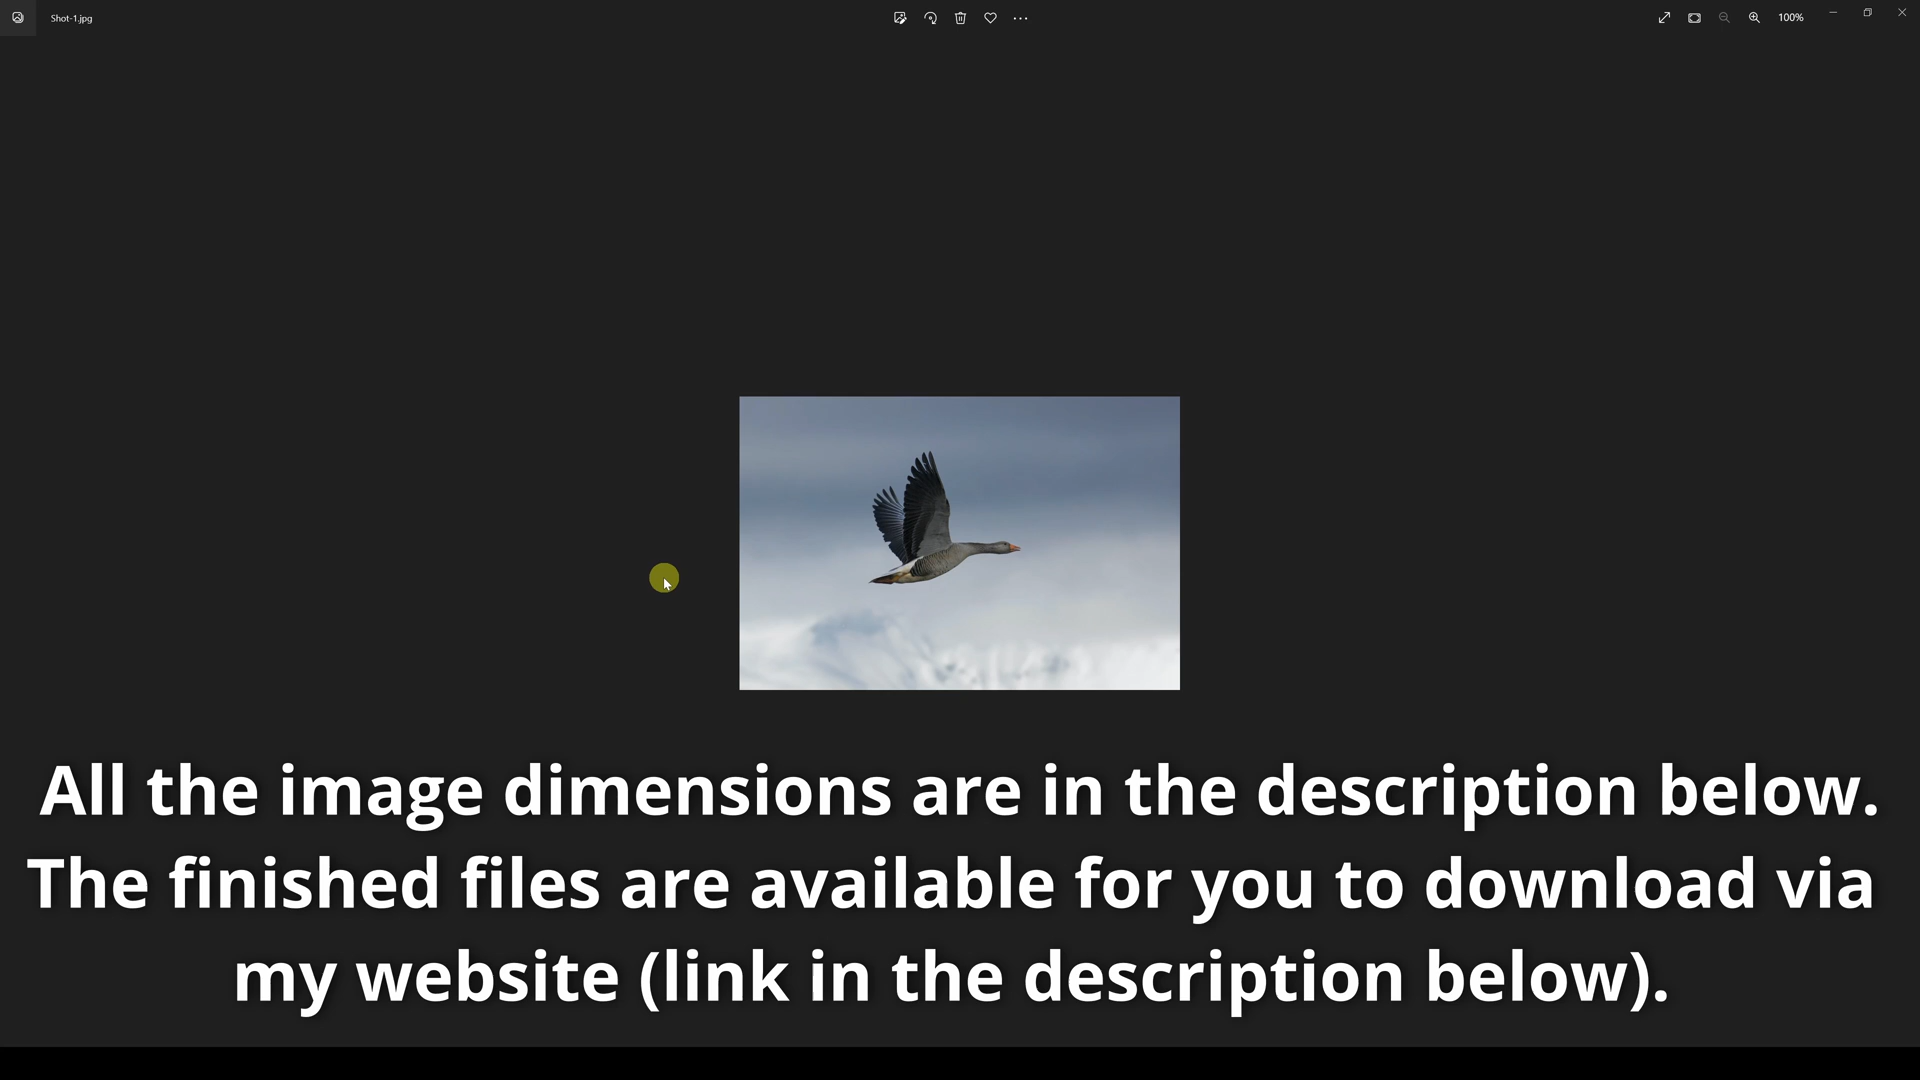 Shot-1.jpg
100%
All the image dimensions are in the description below.
The finished files are available for you to download via
my website (link in the description below).